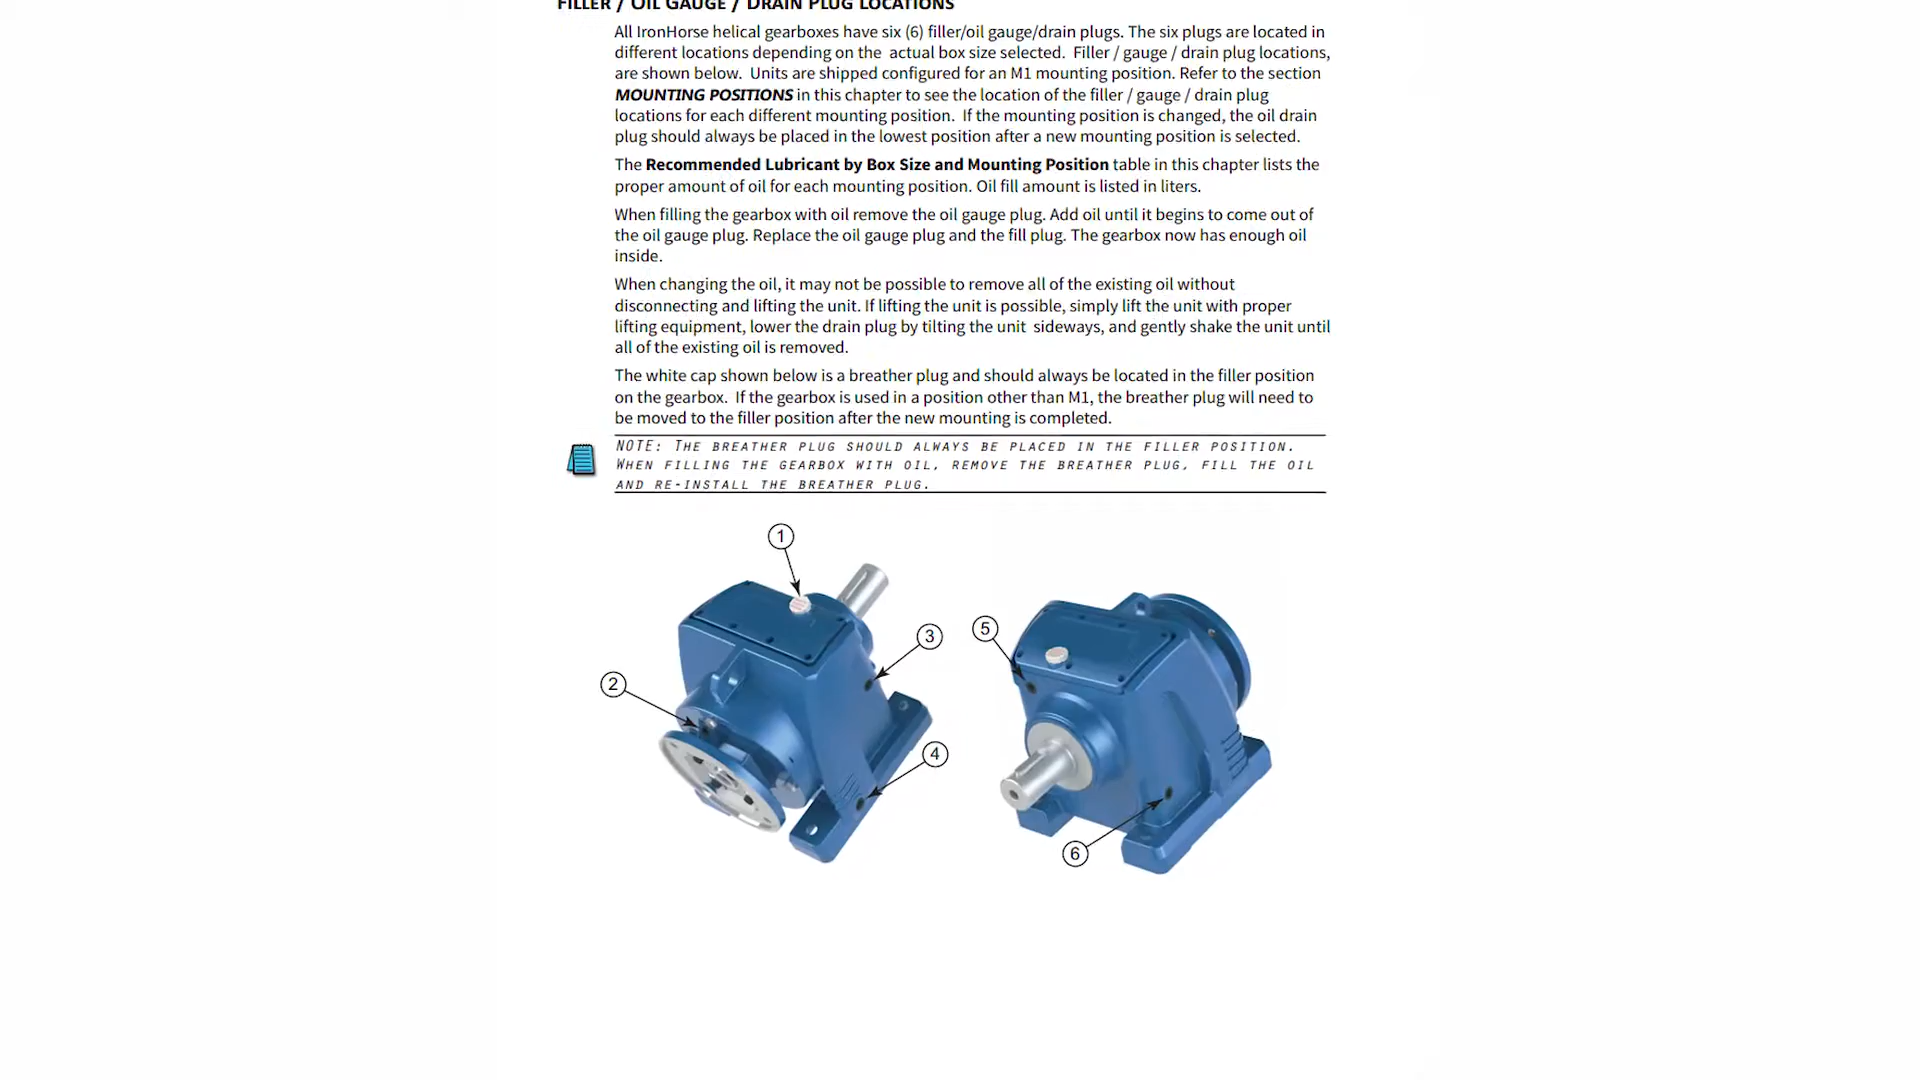 FILLER / OIL GAUGE / DRAIN PLUG LOCATIONS
All IronHorse helical gearboxes have six (6) filler/oil gauge/drain plugs. The six plugs are located in
different locations depending on the actual box size selected. Filler / gauge / drain plug locations,
are shown below. Units are shipped configured for an M1 mounting position. Refer to the section
MOUNTING POSITIONS in this chapter to see the location of the filler / gauge / drain plug
locations for each different mounting position. If the mounting position is changed, the oil drain
plug should always be placed in the lowest position after a new mounting position is selected.
The Recommended Lubricant by Box Size and Mounting Position table in this chapter lists the
proper amount of oil for each mounting position. Oil fill amount is listed in liters.
When filling the gearbox with oil remove the oil gauge plug. Add oil until it begins to come out of
the oil gauge plug. Replace the oil gauge plug and the fill plug. The gearbox now has enough oil
inside.
When changing the oil, it may not be possible to remove all of the existing oil without
disconnecting and lifting the unit. If lifting the unit is possible, simply lift the unit with proper
lifting equipment, lower the drain plug by tilting the unit sideways, and gently shake the unit until
all of the existing oil is removed.
The white cap shown below is a breather plug and should always be located in the filler position
on the gearbox. If the gearbox is used in a position other than M1, the breather plug will need to
be moved to the filler position after the new mounting is completed.
NOTE: THE BREATHER PLUG SHOULD ALWAYS BE PLACED IN THE FILLER POSITION.
WHEN FILLING THE GEARBOX WITH OIL, REMOVE THE BREATHER PLUG, FILL THE OIL
AND RE-INSTALL THE BREATHER PLUG.
1
2
3
4
5
6